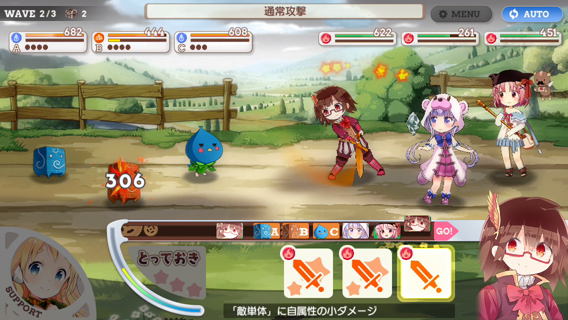 WAVE 2/3 2
通常攻撃
MENU
AUTO
682
444
608
622
261
451
A
B
C
306
A B C GO!
とっておき
SUPPORT
「敵単体」に自属性の小ダメージ